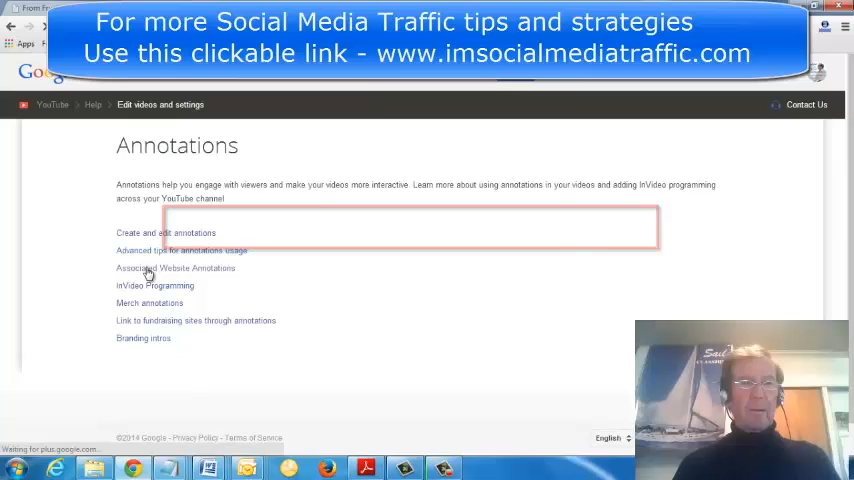 For more Social Media Traffic tips and strategies
Use this clickable link - www.imsocialmediatraffic.com
From Fre
Apps
Goog
YouTube > Help > Edit videos and settings
Contact Us
Annotations
Annotations help you engage with viewers and make your videos more interactive. Learn more about using annotations in your videos and adding InVideo programming
across your YouTube channel
Create and edit annotations
Advanced tips for annotations usage
Associated Website Annotations
InVideo Programming
Merch annotations
Link to fundraising sites through annotations
Branding intros
Sail
©2014 Google - Privacy Policy - Terms of Service
English
Waiting for plus.google.com...